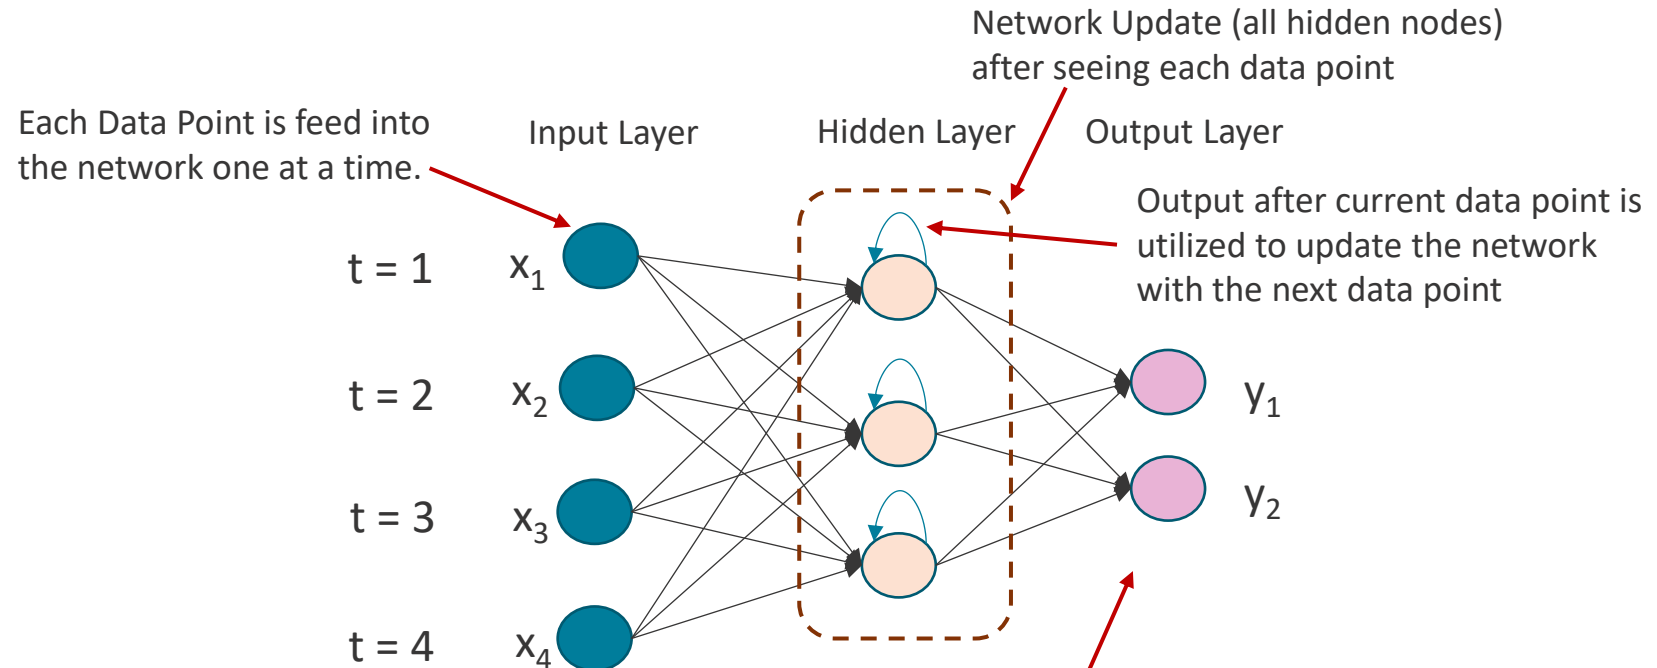 Network Update (all hidden nodes)
after seeing each data point
Each Data Point is feed into
the network one at a time.
Input Layer
Hidden Layer
Output Layer
Output after current data point is
utilized to update the network
with the next data point
t = 1
x₁
t = 2
x₂
y₁
t = 3
x₃
y₂
t = 4
x₄